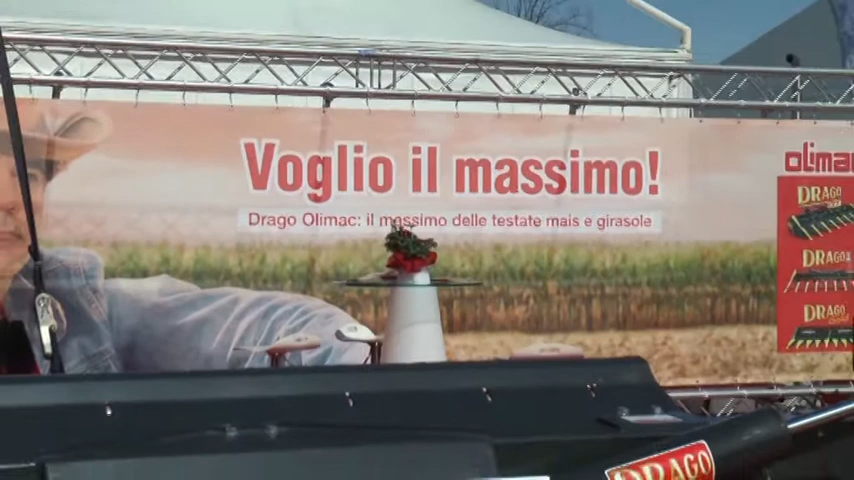 Voglio il massimo!
Drago Olimac: il massimo delle testate mais e girasole
olimac
DRAGO
DRAGO
DRAGO
DRAGO